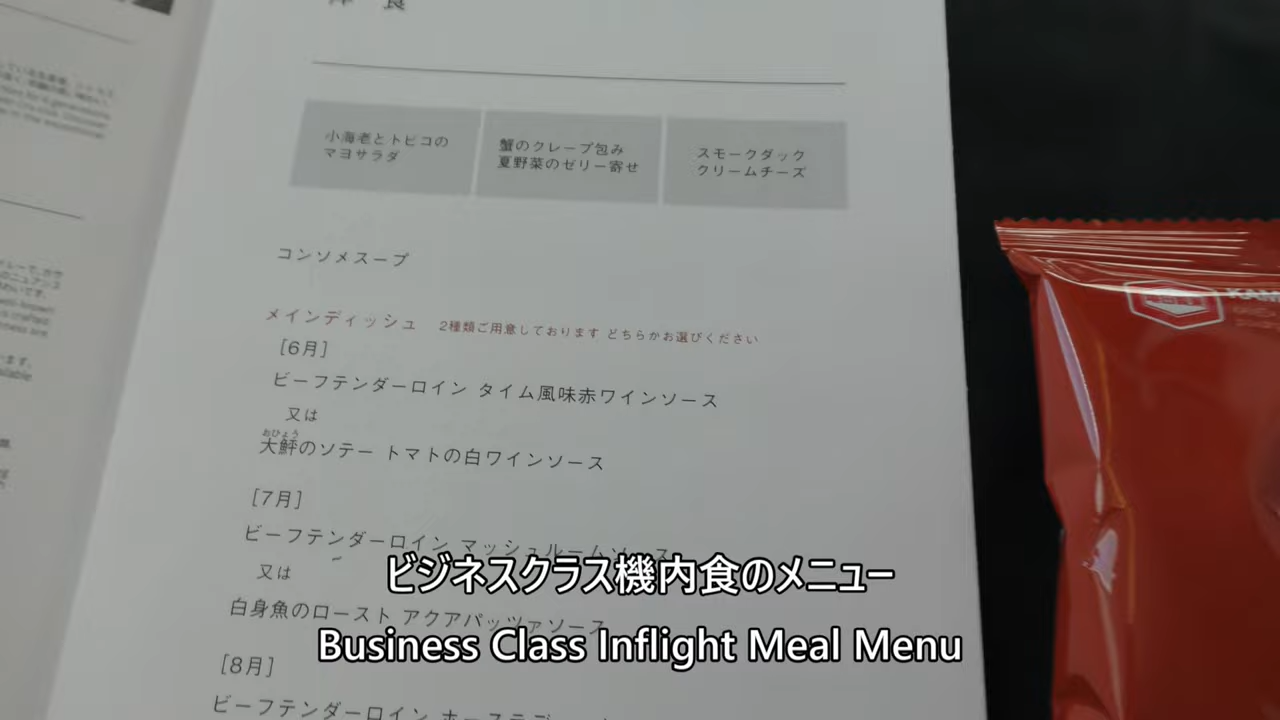 洋 食
小海老とトビコの
マヨサラダ
蟹のクレープ包み
夏野菜のゼリー寄せ
スモークダック
クリームチーズ
コンソメスープ
メインディッシュ 2種類ご用意しております どちらかお選びください
[6月]
ビーフテンダーロイン タイム風味赤ワインソース
又は
おひょう
大鮃のソテー トマトの白ワインソース
[7月]
ビーフテンダーロイン マッシュルームソース
又は
白身魚のロースト アクアパッツァソース
[8月]
ビーフテンダーロイン
ビジネスクラス機内食のメニュー
Business Class Inflight Meal Menu